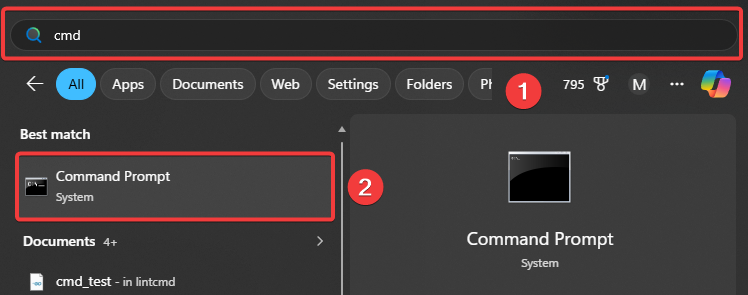 cmd
All Apps Documents Web Settings Folders
1
795 M
Best match
Command Prompt
System
2
Command Prompt
System
Documents 4+
cmd_test - in lintcmd